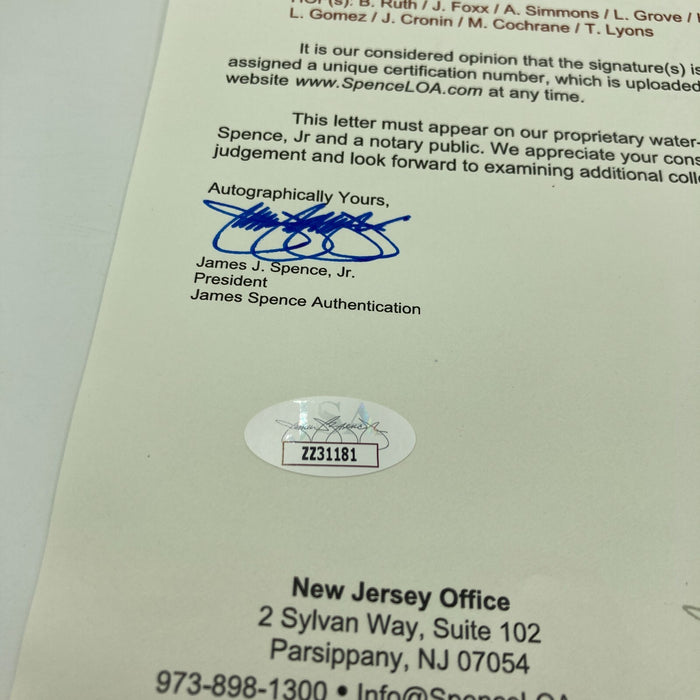 HOF(s): B. Ruth / J. Foxx / A. Simmons / L. Grove /
L. Gomez / J. Cronin / M. Cochrane / T. Lyons
It is our considered opinion that the signature(s) is
assigned a unique certification number, which is uploaded
website www.SpenceLOA.com at any time.
This letter must appear on our proprietary water-
Spence, Jr and a notary public. We appreciate your cons
judgement and look forward to examining additional colle
Autographically Yours,
James J. Spence, Jr.
President
James Spence Authentication
JSA
ZZ31181
New Jersey Office
2 Sylvan Way, Suite 102
Parsippany, NJ 07054
973-898-1300 • Info@SpenceLOA